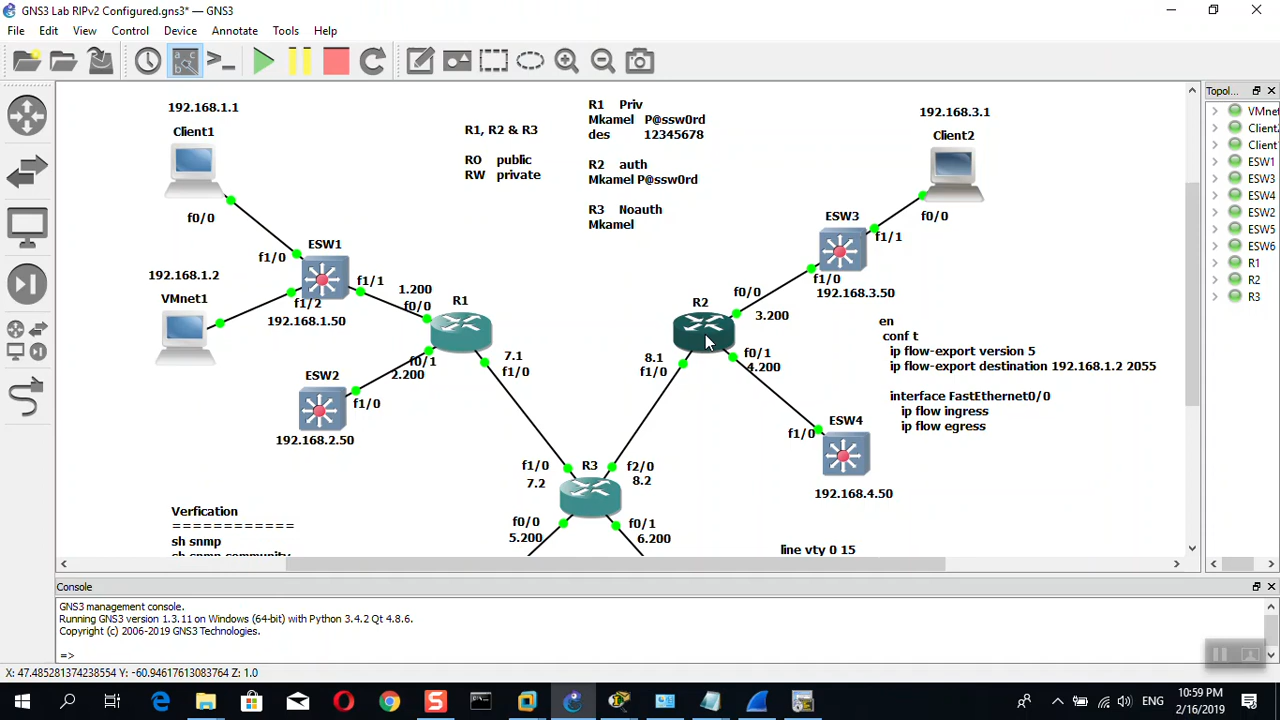 GNS3 Lab RIPv2 Configured.gns3* — GNS3
File Edit View Control Device Annotate Tools Help
Topol...
192.168.1.1
Client1
f0/0
f1/0
ESW1
f1/1
192.168.1.2
VMnet1
f1/2
192.168.1.50
1.200
f0/0
R1
f0/1
2.200
ESW2
f1/0
192.168.2.50
7.1
f1/0
R1, R2 & R3
RO public
RW private
R1 Priv
Mkamel P@ssw0rd
des 12345678
R2 auth
Mkamel P@ssw0rd
R3 Noauth
Mkamel
192.168.3.1
Client2
f0/0
ESW3
f1/1
f1/0
192.168.3.50
R2
f0/0
3.200
8.1
f1/0
f0/1
4.200
ESW4
f1/0
192.168.4.50
en
conf t
ip flow-export version 5
ip flow-export destination 192.168.1.2 2055
interface FastEthernet0/0
ip flow ingress
ip flow egress
R3
f1/0
7.2
f2/0
8.2
f0/0
5.200
f0/1
6.200
Verfication
============
sh snmp
sh snmp community
line vty 0 15
VMnet
Client2
Client
ESW1
ESW3
ESW4
ESW2
ESW5
ESW6
R1
R2
R3
Console
GNS3 management console.
Running GNS3 version 1.3.11 on Windows (64-bit) with Python 3.4.2 Qt 4.8.6.
Copyright (c) 2006-2019 GNS3 Technologies.
=>
X: 47.485281374238554 Y: -60.94617613083764 Z: 1.0
ENG
10:59 PM
2/16/2019